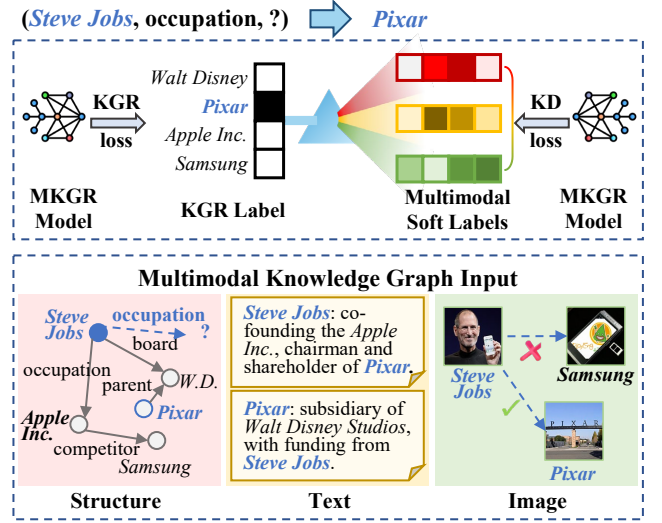 (Steve Jobs, occupation, ?) Pixar
Walt Disney
Pixar
Apple Inc.
Samsung
KGR
loss
KD
loss
MKGR
Model
KGR Label
Multimodal
Soft Labels
MKGR
Model
Multimodal Knowledge Graph Input
Steve
Jobs
occupation
?
board
occupation
parent
W.D.
Pixar
Apple
Inc.
competitor
Samsung
Structure
Steve Jobs: co-
founding the Apple
Inc., chairman and
shareholder of Pixar.
Pixar: subsidiary of
Walt Disney Studios,
with funding from
Steve Jobs.
Text
Steve
Jobs
Samsung
PIXAR
Pixar
Image